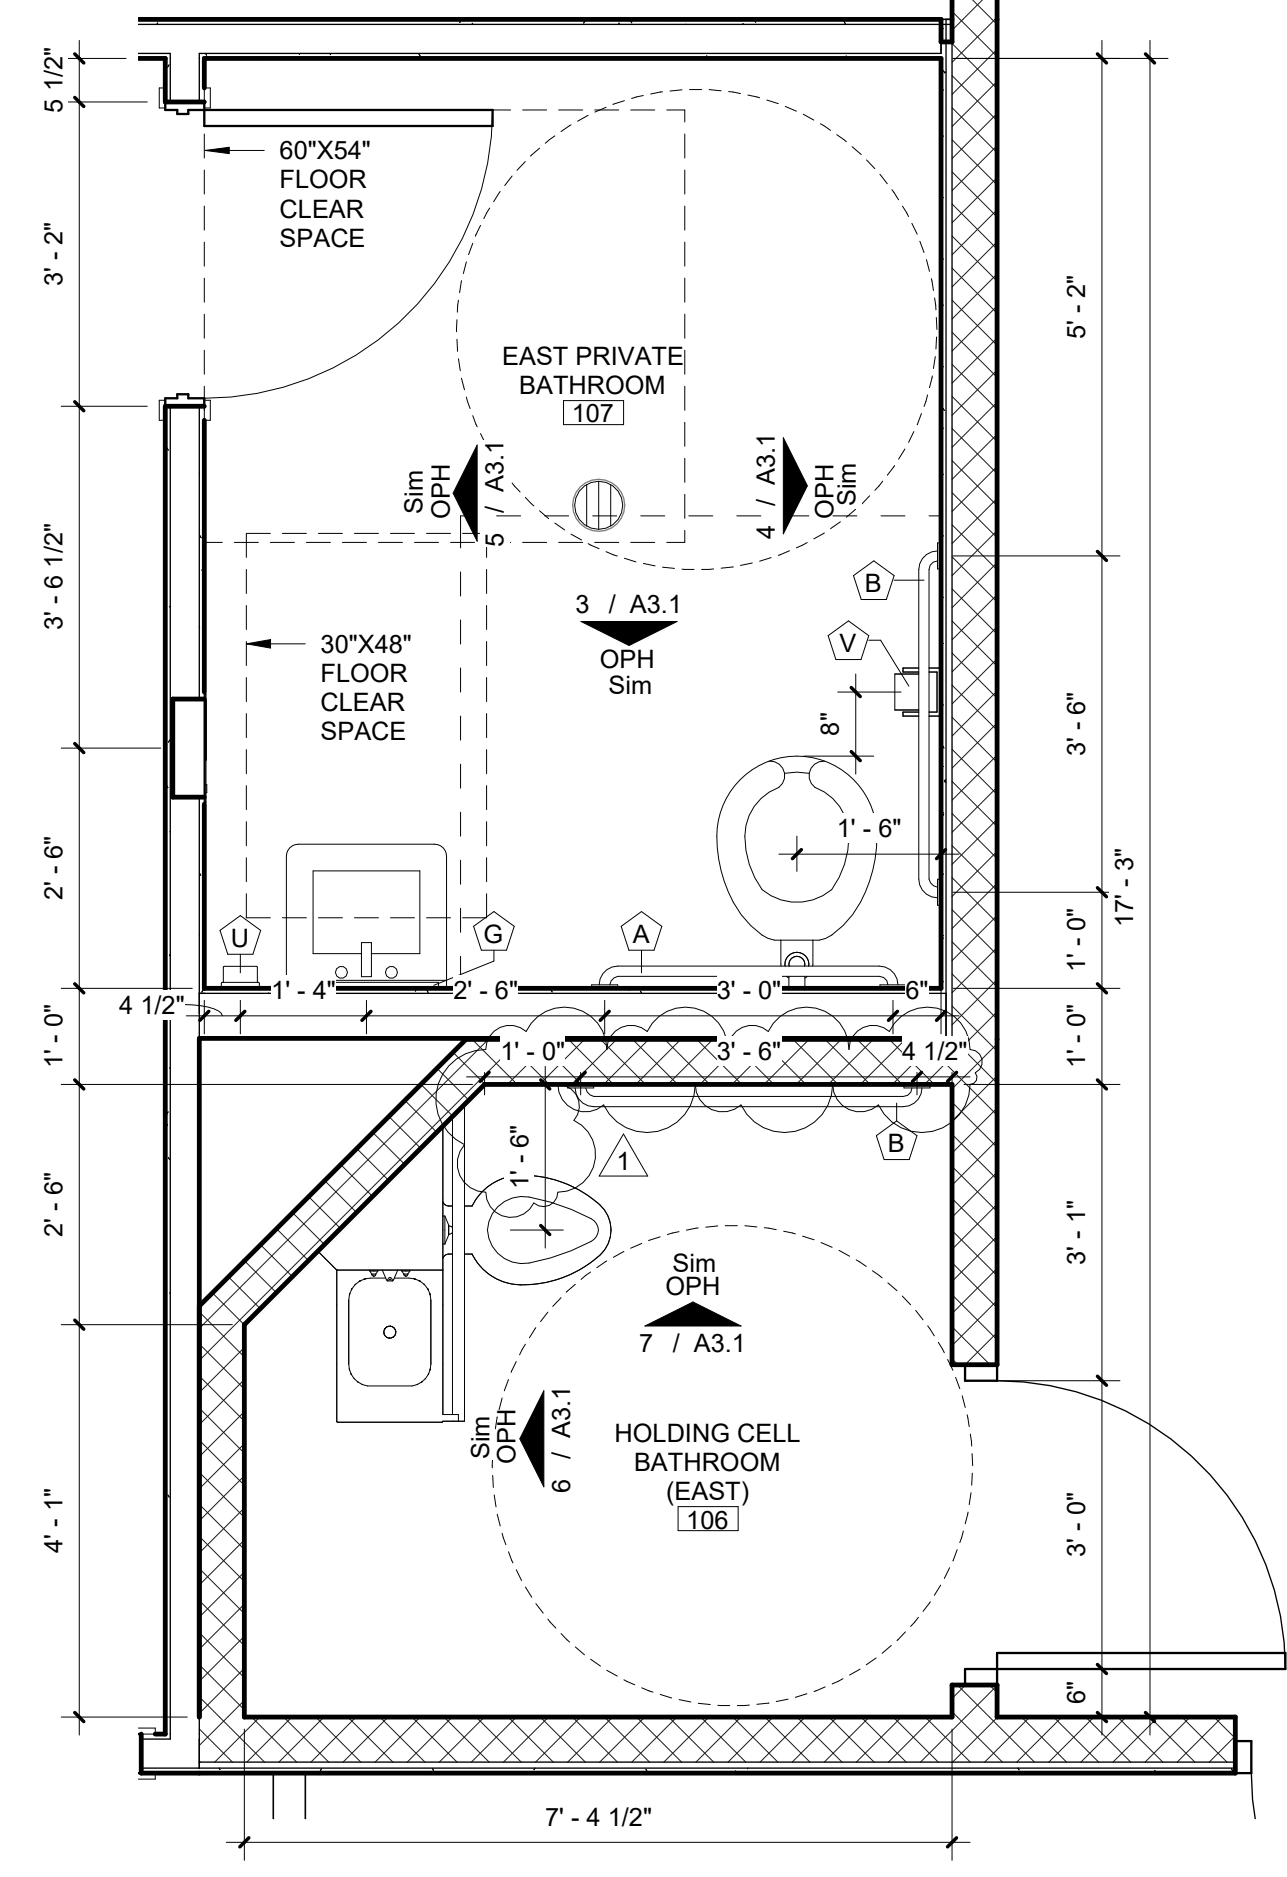 5 1/2"
60"X54"
FLOOR
CLEAR
SPACE
3' - 2"
5' - 2"
EAST PRIVATE
BATHROOM
107
Sim
OPH
5 / A3.1
4 / A3.1
OPH
Sim
3' - 6 1/2"
B
3 / A3.1
OPH
Sim
30"X48"
FLOOR
CLEAR
SPACE
V
8"
3' - 6"
1' - 6"
2' - 6"
17' - 3"
U
G
A
1' - 0"
4 1/2"
1' - 4"
2' - 6"
3' - 0"
6"
1' - 0"
1' - 0"
3' - 6"
4 1/2"
1' - 0"
1' - 6"
1
B
2' - 6"
3' - 1"
Sim
OPH
7 / A3.1
Sim
OPH
6 / A3.1
HOLDING CELL
BATHROOM
(EAST)
106
4' - 1"
3' - 0"
6"
7' - 4 1/2"